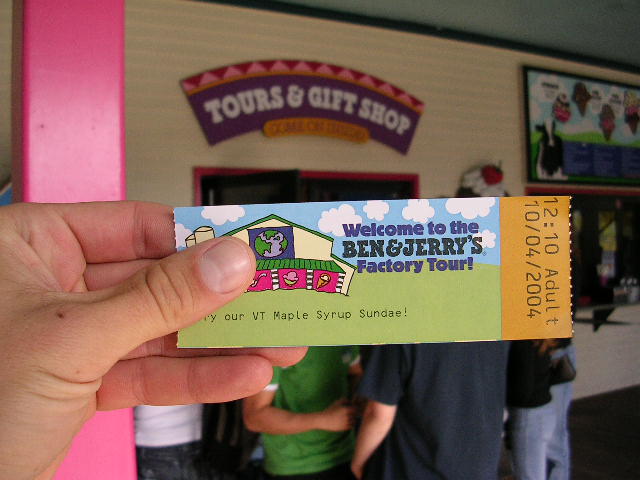 TOURS & GIFT SHOP
Welcome to the
BEN&JERRY'S
Factory Tour!
ry our VT Maple Syrup Sundae!
12:10 Adult
10/04/2004